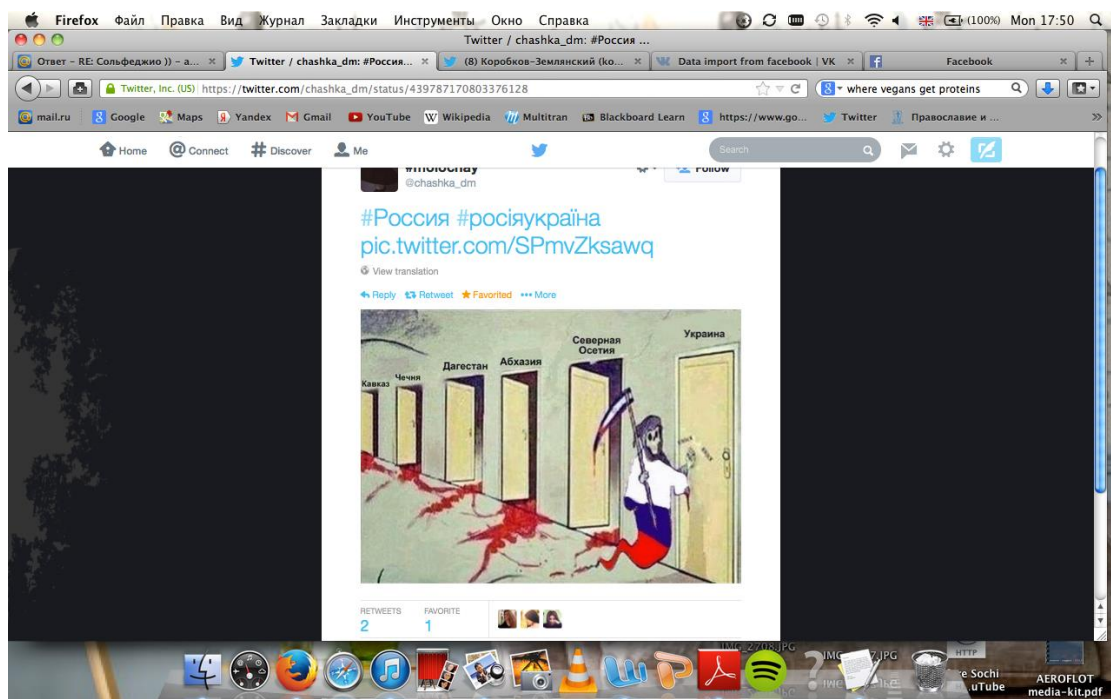 Firefox Файл Правка Вид Журнал Закладки Инструменты Окно Справка (100%) Mon 17:50
Twitter / chashka_dm: #Россия ...
Ответ – RE: Сольфеджио )) – a... Twitter / chashka_dm: #Россия... (8) Коробков-Землянский (ко... Data import from facebook | VK Facebook
Twitter, Inc. (US) https://twitter.com/chashka_dm/status/439787170803376128 where vegans get proteins
mail.ru Google Maps Yandex Gmail YouTube Wikipedia Multitran Blackboard Learn https://www.go... Twitter Православие и ...
Home Connect Discover Me Search
#molochay Follow
@chashka_dm
#Россия #росіяукраїна
pic.twitter.com/SPmvZksawq
View translation
Reply Retweet Favorited More
Кавказ
Чечня
Дагестан
Абхазия
Северная
Осетия
Украина
RETWEETS FAVORITE
2 1
IMG_2708.JPG
HTTP
AEROFLOT
media-kit.pdf